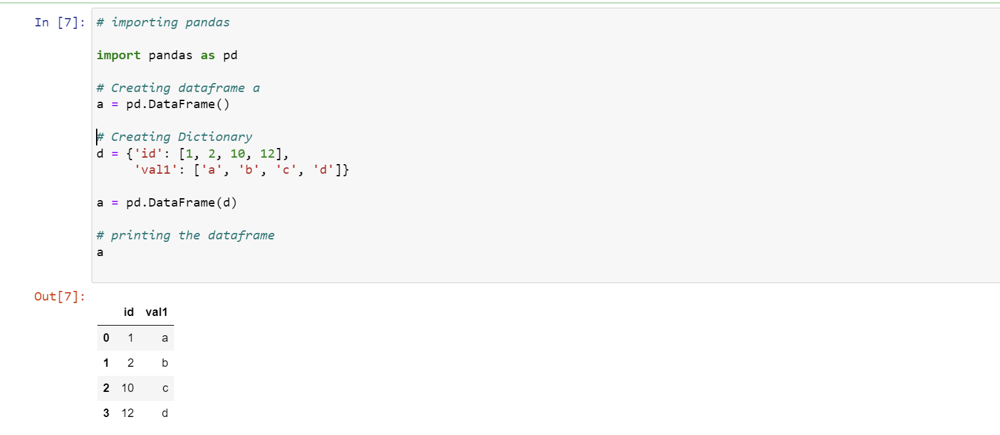 In [7]: # importing pandas
import pandas as pd
# Creating dataframe a
a = pd.DataFrame()
# Creating Dictionary
d = {'id': [1, 2, 10, 12],
'val1': ['a', 'b', 'c', 'd']}
a = pd.DataFrame(d)
# printing the dataframe
a
Out[7]:
id val1
0 1 a
1 2 b
2 10 c
3 12 d